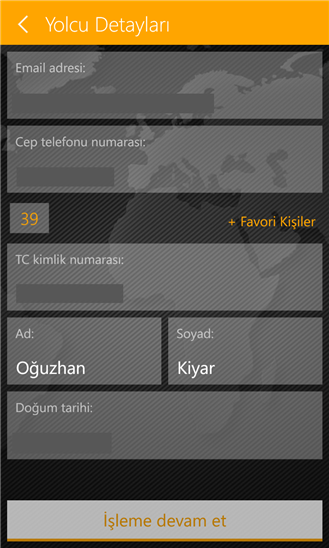 Yolcu Detayları
Email adresi:
Cep telefonu numarası:
39
+ Favori Kişiler
TC kimlik numarası:
Ad:
Soyad:
Oğuzhan
Kiyar
Doğum tarihi:
İşleme devam et